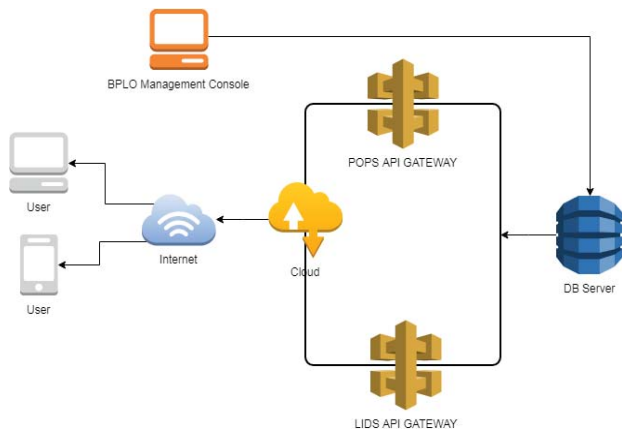 BPLO Management Console
POPS API GATEWAY
User
Internet
Cloud
User
DB Server
LIDS API GATEWAY